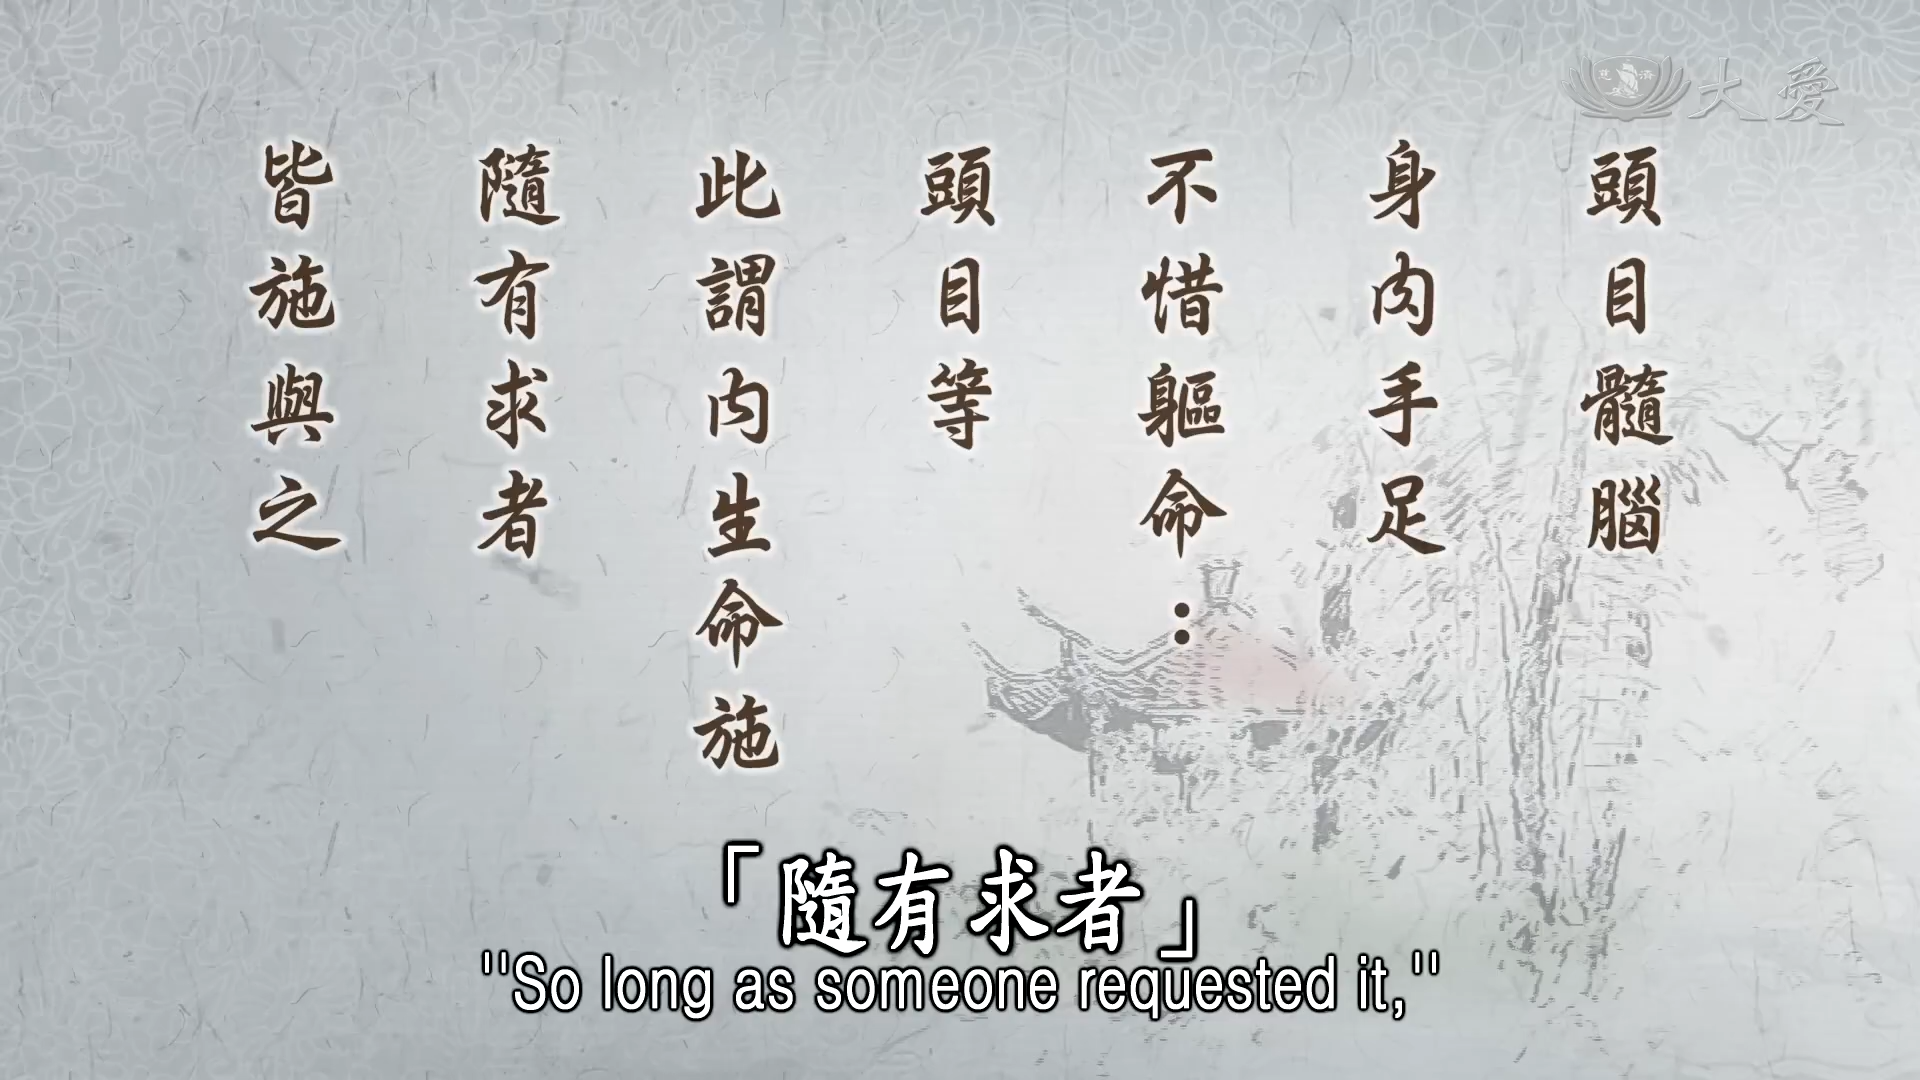 頭目髓腦
身肉手足
不惜軀命：
頭目等
此謂內生命施
隨有求者
皆施與之
大愛
「隨有求者」
"So long as someone requested it,"